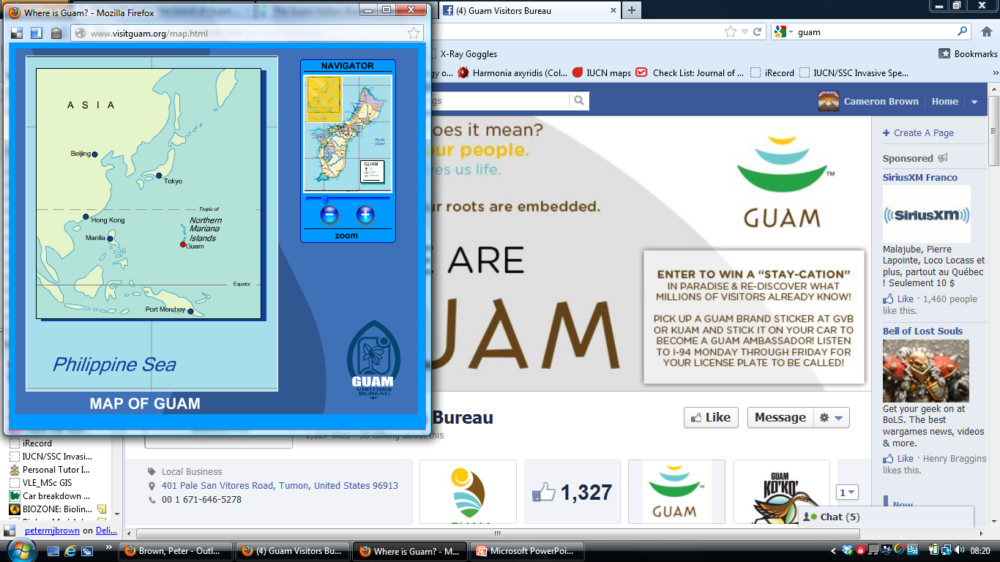 Where is Guam? - Mozilla Firefox
www.visitguam.org/map.html
NAVIGATOR
A S I A
Beijing
Tokyo
Tropic of
Hong Kong
Northern
Mariana
Islands
Manila
Guam
Equator
Port Morsbey
Philippine Sea
MAP OF GUAM
GUAM
Pacific
Ocean
zoom
GUAM
VISITORS
BUREAU
(4) Guam Visitors Bureau
guam
X-Ray Goggles
Bookmarks
Harmonia axyridis (Col...
IUCN maps
Check List: Journal of ...
iRecord
IUCN/SSC Invasive Spe...
Cameron Brown
Home
oes it mean?
ur people.
es us life.
ur roots are embedded.
ARE
UAM
TM
GUAM
ENTER TO WIN A “STAY-CATION”
IN PARADISE & RE-DISCOVER WHAT
MILLIONS OF VISITORS ALREADY KNOW!
PICK UP A GUAM BRAND STICKER AT GVB
OR KUAM AND STICK IT ON YOUR CAR TO
BECOME A GUAM AMBASSADOR! LISTEN
TO I-94 MONDAY THROUGH FRIDAY FOR
YOUR LICENSE PLATE TO BE CALLED!
Create A Page
Sponsored
SiriusXM Franco
SiriusXM
Malajube, Pierre
Lapointe, Loco Locass et
plus, partout au Québec
! Seulement 10 $
Like · 1,460 people
like this.
Bell of Lost Souls
Get your geek on at
BoLS. The best
wargames news, videos
& more.
Like · Henry Braggins
likes this.
Now
Bureau
Like
Message
talking about this
Local Business
401 Pale San Vitores Road, Tumon, United States 96913
00 1 671-646-5278
1,327
GUAM
GUAM
KO'KO'
1
Chat (5)
iRecord
IUCN/SSC Invasi...
Personal Tutor I...
VLE_MSc GIS
Car breakdown ...
BIOZONE: Biolin...
petermjbrown on Deli...
Brown, Peter - Outl...
(4) Guam Visitors Bu...
Where is Guam? - M...
Microsoft PowerPoi...
08:20